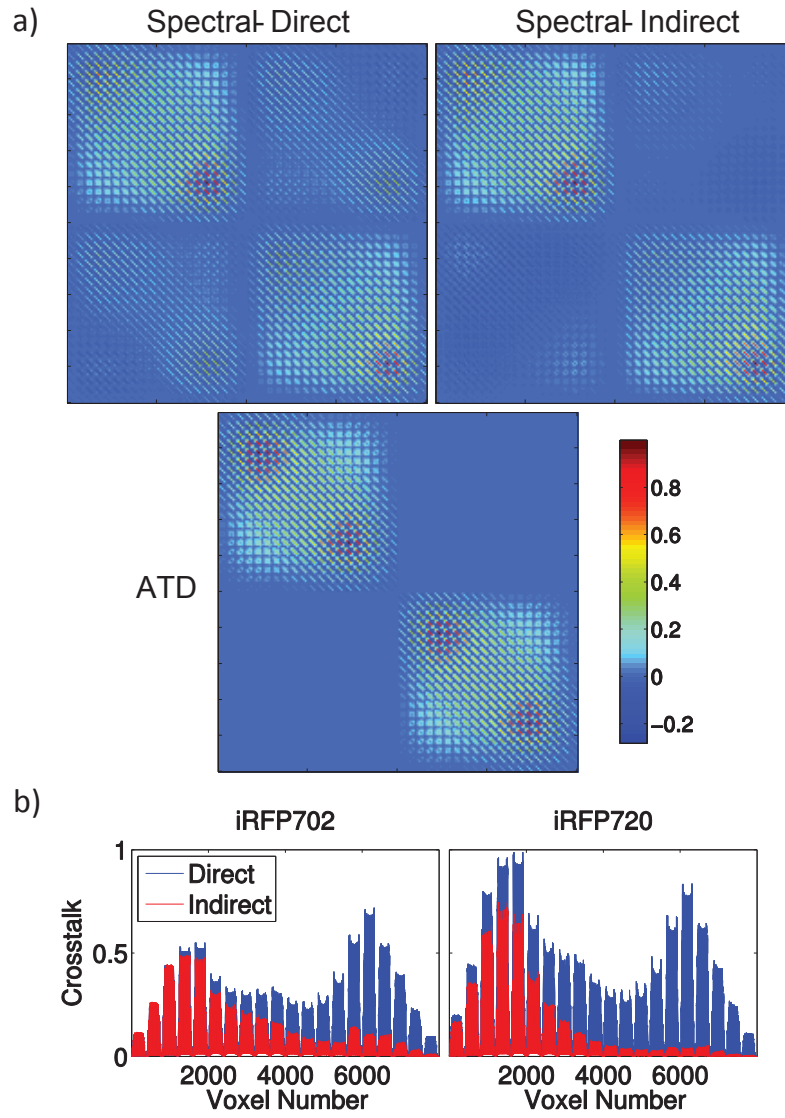 a)
Spectral- Direct
Spectral- Indirect
ATD
0.8
0.6
0.4
0.2
0
−0.2
b)
iRFP702
iRFP720
1
0.5
0
Crosstalk
Direct
Indirect
2000 4000 6000
Voxel Number
2000 4000 6000
Voxel Number